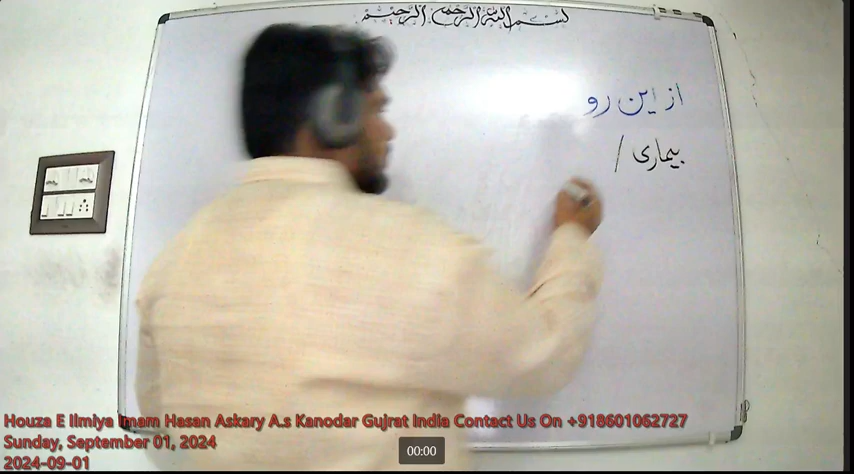 بسم الله الرحمن الرحیم
از این رو
بیماری /
Houza E Ilmiya Imam Hasan Askary A.s Kanodar Gujrat India Contact Us On +918601062727
Sunday, September 01, 2024
2024-09-01
00:00